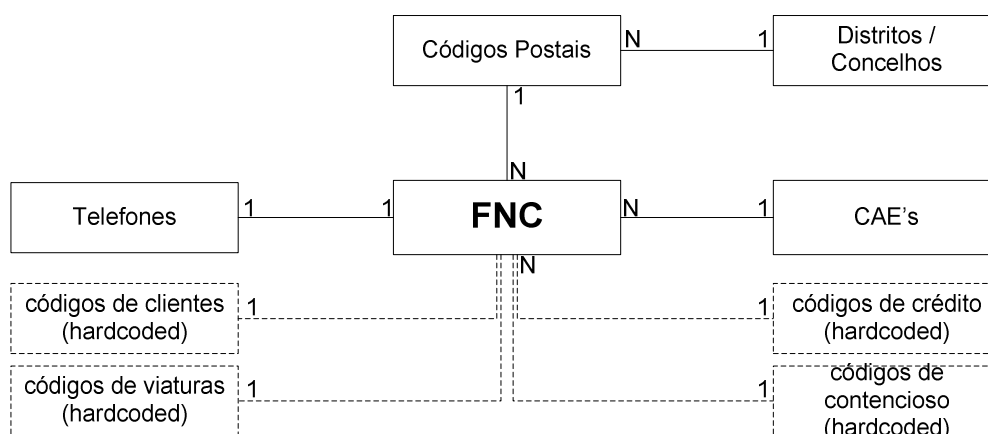 Códigos Postais
N
1
Distritos /
Concelhos
1
N
Telefones
1
1
FNC
N
1
CAE's
N
códigos de clientes
(hardcoded)
1
1
códigos de crédito
(hardcoded)
códigos de viaturas
(hardcoded)
1
1
códigos de
contencioso
(hardcoded)